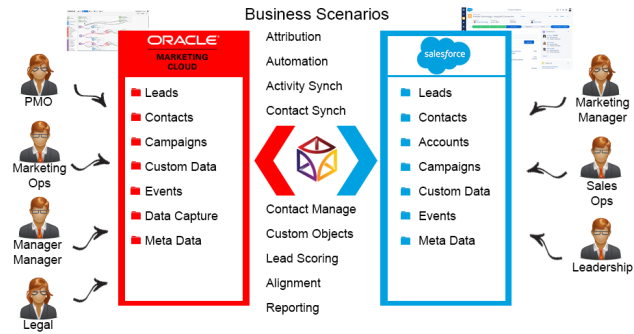 Business Scenarios
ORACLE
MARKETING
CLOUD
Leads
Contacts
Campaigns
Custom Data
Events
Data Capture
Meta Data
Attribution
Automation
Activity Synch
Contact Synch
Contact Manage
Custom Objects
Lead Scoring
Alignment
Reporting
salesforce
Leads
Contacts
Accounts
Campaigns
Custom Data
Events
Meta Data
PMO
Marketing
Ops
Manager
Manager
Legal
Marketing
Manager
Sales
Ops
Leadership